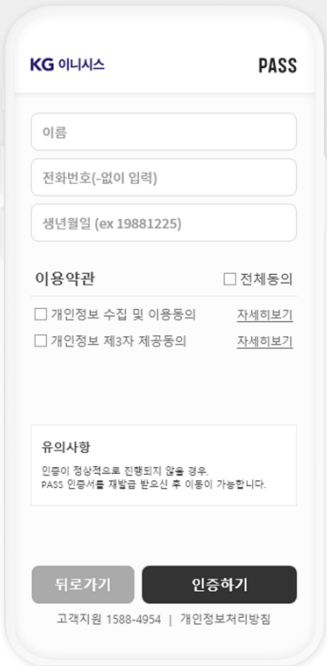 KG 이니시스 PASS
이름
전화번호(-없이 입력)
생년월일 (ex 19881225)
이용약관 전체동의
개인정보 수집 및 이용동의 자세히보기
개인정보 제3자 제공동의 자세히보기
유의사항
인증이 정상적으로 진행되지 않을 경우,
PASS 인증서를 재발급 받으신 후 이동이 가능합니다.
뒤로가기 인증하기
고객지원 1588-4954 | 개인정보처리방침